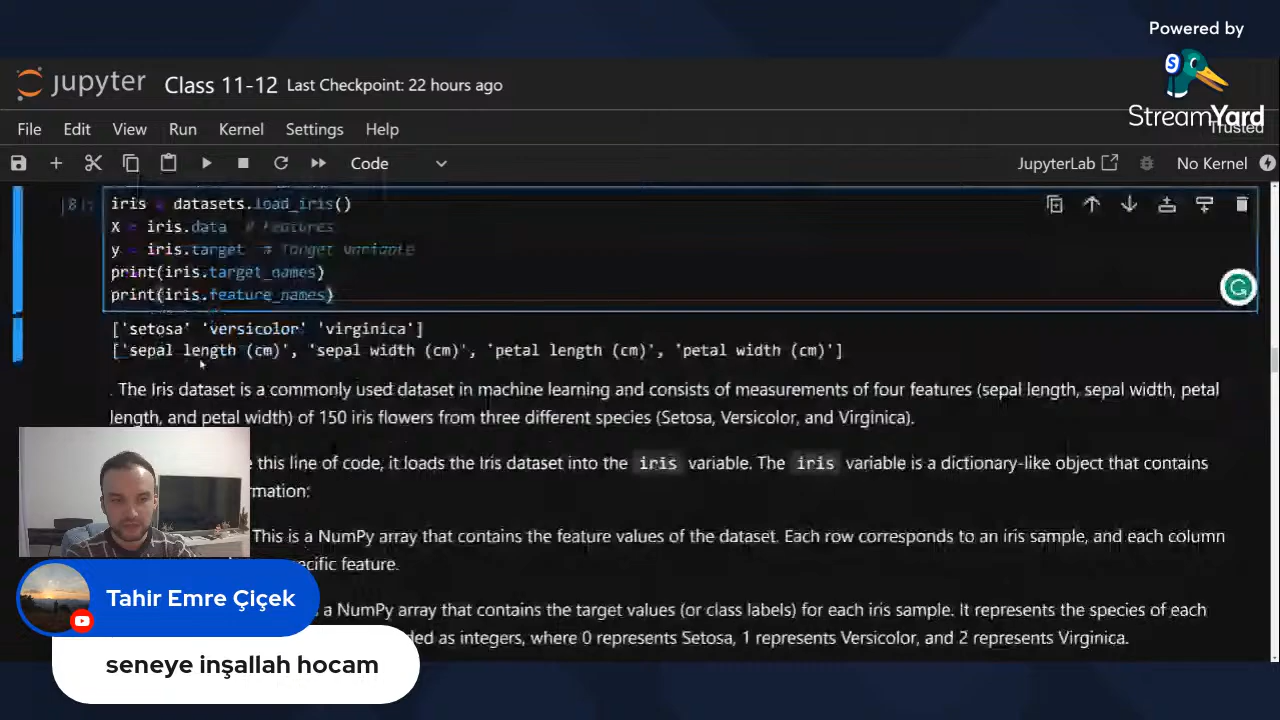 Powered by
StreamYard
jupyter Class 11-12 Last Checkpoint: 22 hours ago
Trusted
File Edit View Run Kernel Settings Help
Code JupyterLab No Kernel
[8]: iris = datasets.load_iris()
X = iris.data # Features
y = iris.target # Target variable
print(iris.target_names)
print(iris.feature_names)
['setosa' 'versicolor' 'virginica']
['sepal length (cm)', 'sepal width (cm)', 'petal length (cm)', 'petal width (cm)']
. The Iris dataset is a commonly used dataset in machine learning and consists of measurements of four features (sepal length, sepal width, petal
length, and petal width) of 150 iris flowers from three different species (Setosa, Versicolor, and Virginica).
this line of code, it loads the Iris dataset into the iris variable. The iris variable is a dictionary-like object that contains
This is a NumPy array that contains the feature values of the dataset. Each row corresponds to an iris sample, and each column
feature.
a NumPy array that contains the target values (or class labels) for each iris sample. It represents the species of each
as integers, where 0 represents Setosa, 1 represents Versicolor, and 2 represents Virginica.
Tahir Emre Çiçek
seneye inşallah hocam